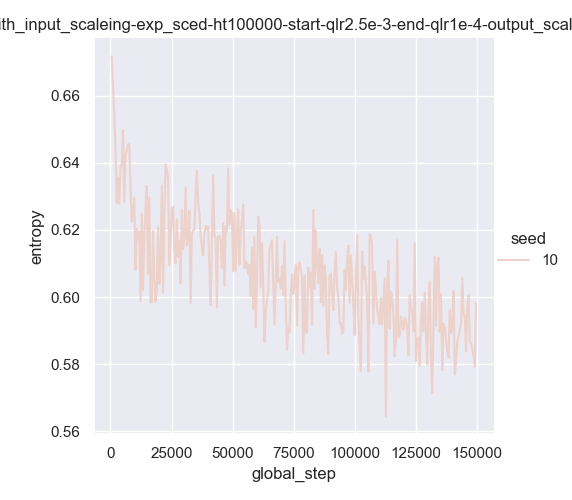 ith_input_scaleing-exp_sced-ht100000-start-qlr2.5e-3-end-qlr1e-4-output_scal
0.66
0.64
0.62
0.60
0.58
0.56
entropy
seed
10
0 25000 50000 75000 100000 125000 150000
global_step